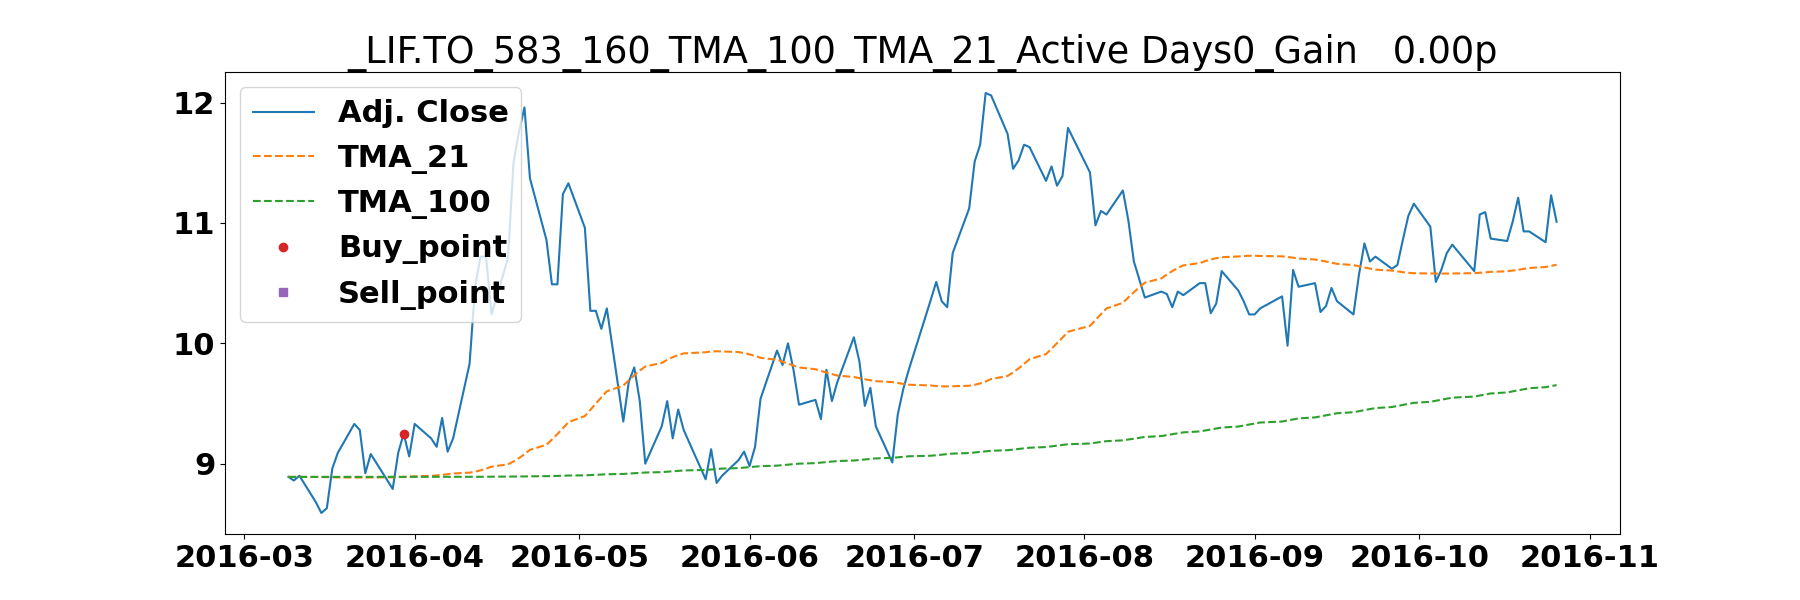 _LIF.TO_583_160_TMA_100_TMA_21_Active Days0_Gain   0.00p
12
11
10
9
Adj. Close
TMA_21
TMA_100
Buy_point
Sell_point
2016-03 2016-04 2016-05 2016-06 2016-07 2016-08 2016-09 2016-10 2016-11